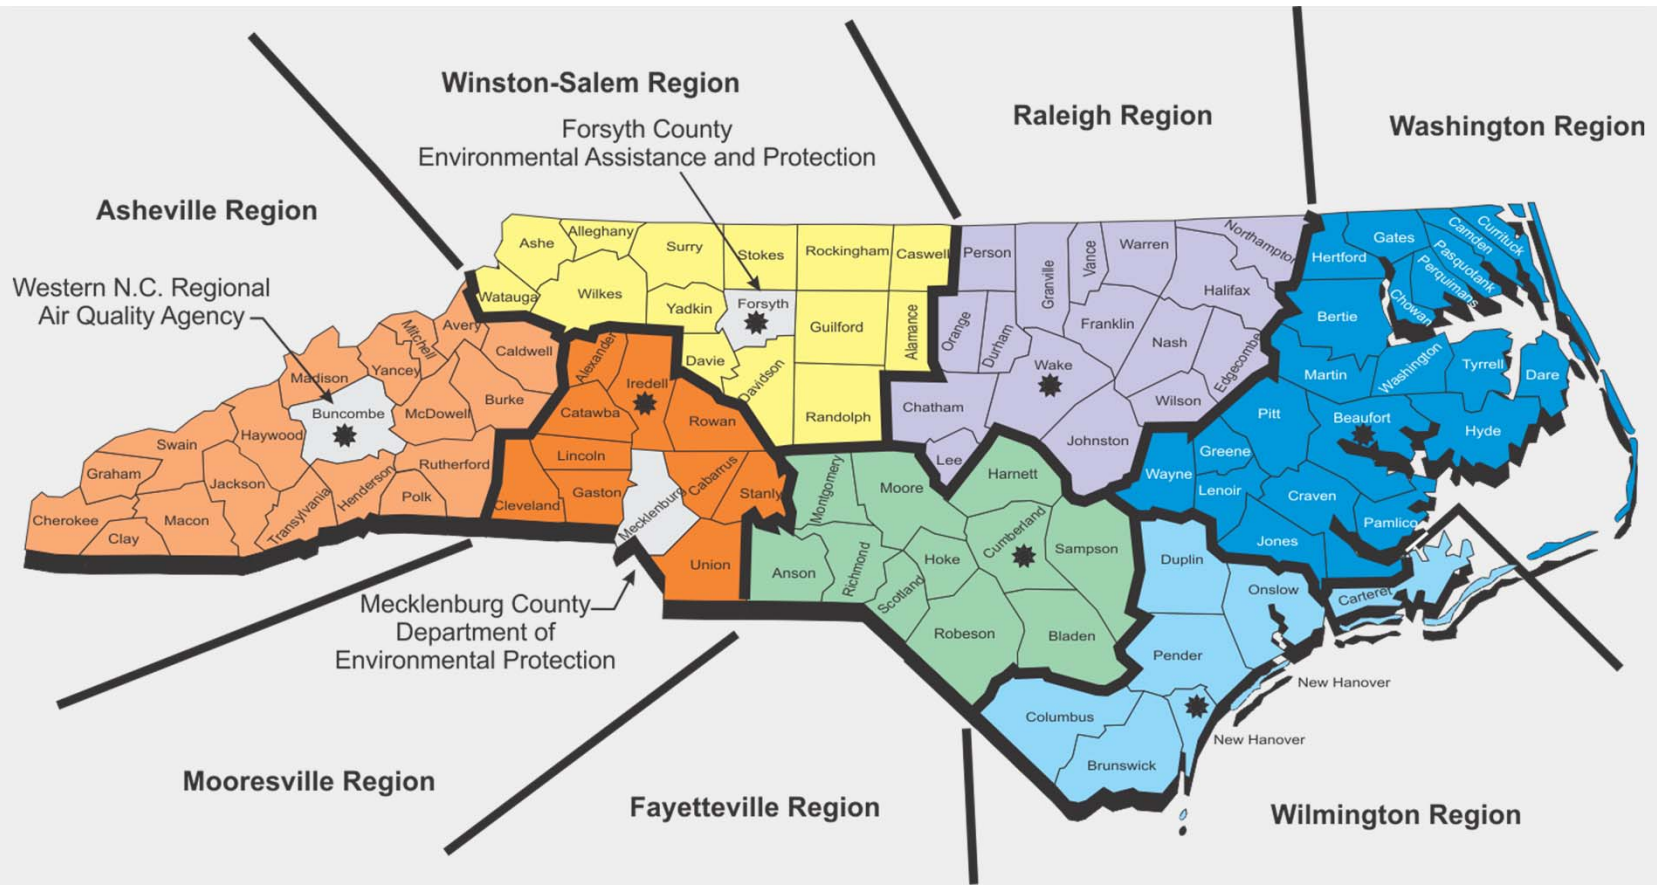 Winston-Salem Region
Forsyth County
Environmental Assistance and Protection
Raleigh Region
Washington Region
Asheville Region
Western N.C. Regional
Air Quality Agency
Ashe
Alleghany
Surry
Stokes
Rockingham
Caswell
Watauga
Wilkes
Yadkin
Forsyth
Guilford
Alamance
Davie
Davidson
Randolph
Person
Granville
Vance
Warren
Northampton
Halifax
Orange
Durham
Franklin
Nash
Edgecombe
Wake
Chatham
Wilson
Johnston
Lee
Hertford
Gates
Currituck
Camden
Pasquotank
Perquimans
Chowan
Bertie
Martin
Washington
Tyrrell
Dare
Pitt
Beaufort
Hyde
Greene
Wayne
Lenoir
Craven
Pamlico
Jones
Avery
Mitchell
Caldwell
Yancey
Madison
Burke
McDowell
Buncombe
Haywood
Swain
Graham
Jackson
Rutherford
Henderson
Polk
Transylvania
Cherokee
Macon
Clay
Alexander
Iredell
Catawba
Rowan
Lincoln
Gaston
Cleveland
Cabarrus
Stanly
Mecklenburg
Union
Montgomery
Moore
Harnett
Cumberland
Sampson
Hoke
Richmond
Anson
Scotland
Robeson
Bladen
Duplin
Onslow
Carteret
Pender
New Hanover
Columbus
New Hanover
Brunswick
Mecklenburg County
Department of
Environmental Protection
Mooresville Region
Fayetteville Region
Wilmington Region